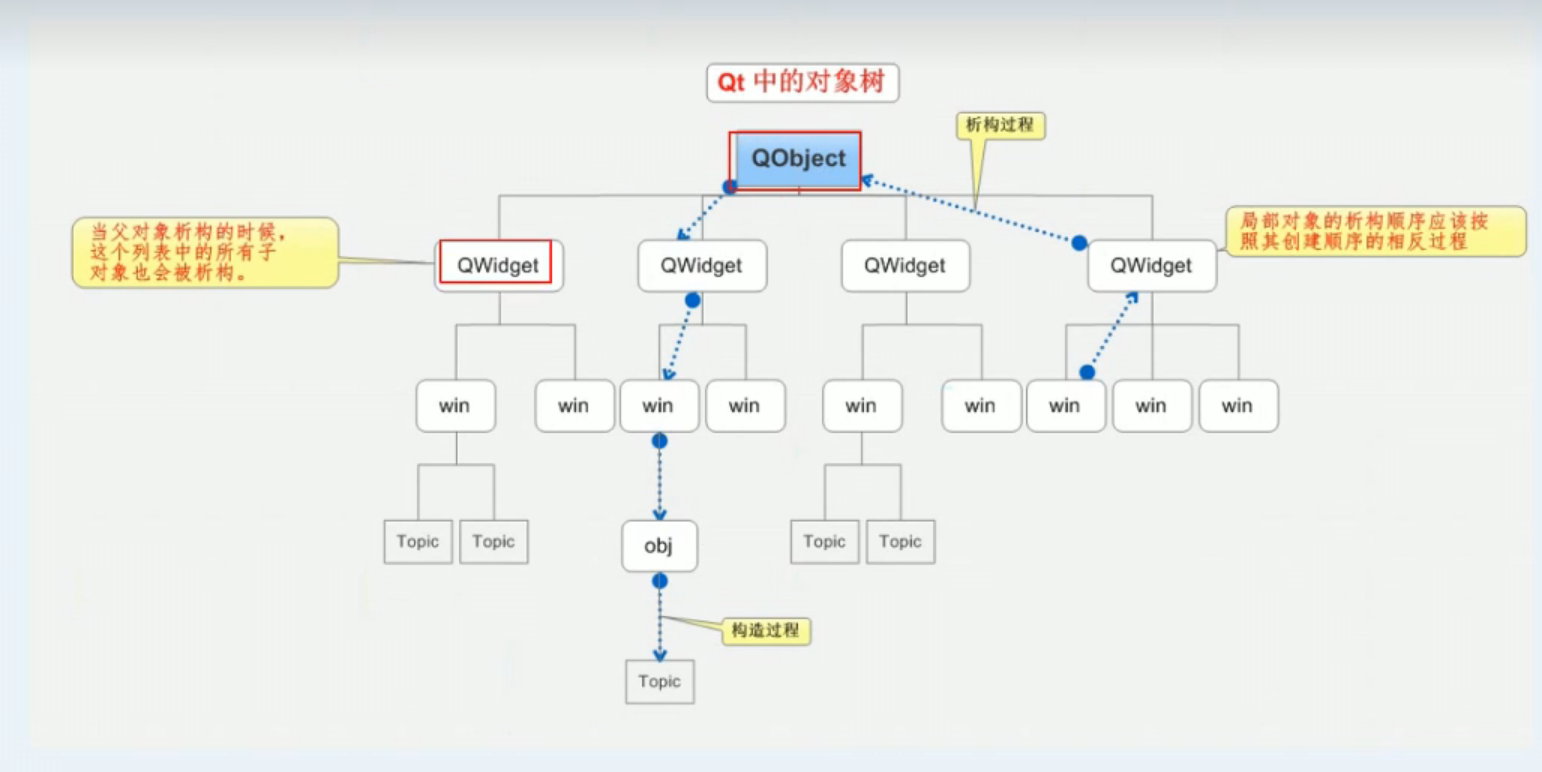 Qt 中的对象树
析构过程
QObject
当父对象析构的时候，
这个列表中的所有子
对象也会被析构。
局部对象的析构顺序应该按
照其创建顺序的相反过程
QWidget
QWidget
QWidget
QWidget
win
win
win
win
win
win
win
win
win
Topic
Topic
obj
Topic
Topic
构造过程
Topic